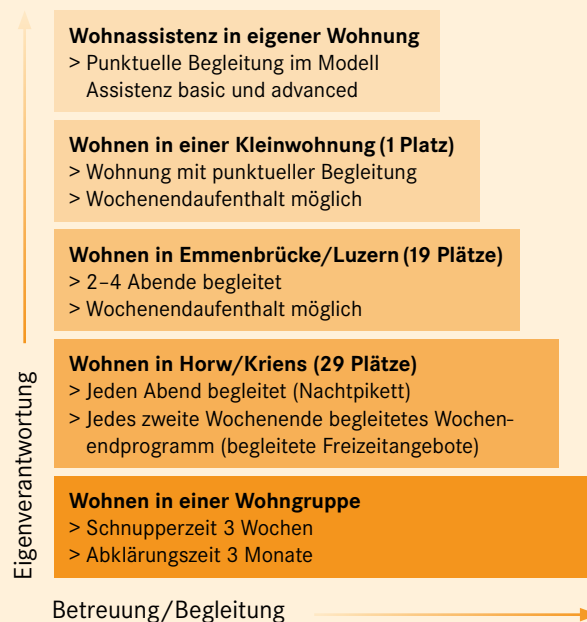 Wohnassistenz in eigener Wohnung
> Punktuelle Begleitung im Modell
Assistenz basic und advanced
Wohnen in einer Kleinwohnung (1 Platz)
> Wohnung mit punktueller Begleitung
> Wochenendaufenthalt möglich
Wohnen in Emmenbrücke/Luzern (19 Plätze)
> 2–4 Abende begleitet
> Wochenendaufenthalt möglich
Wohnen in Horw/Kriens (29 Plätze)
> Jeden Abend begleitet (Nachtpikett)
> Jedes zweite Wochenende begleitetes Wochen-
endprogramm (begleitete Freizeitangebote)
Wohnen in einer Wohngruppe
> Schnupperzeit 3 Wochen
> Abklärungszeit 3 Monate
Eigenverantwortung
Betreuung/Begleitung